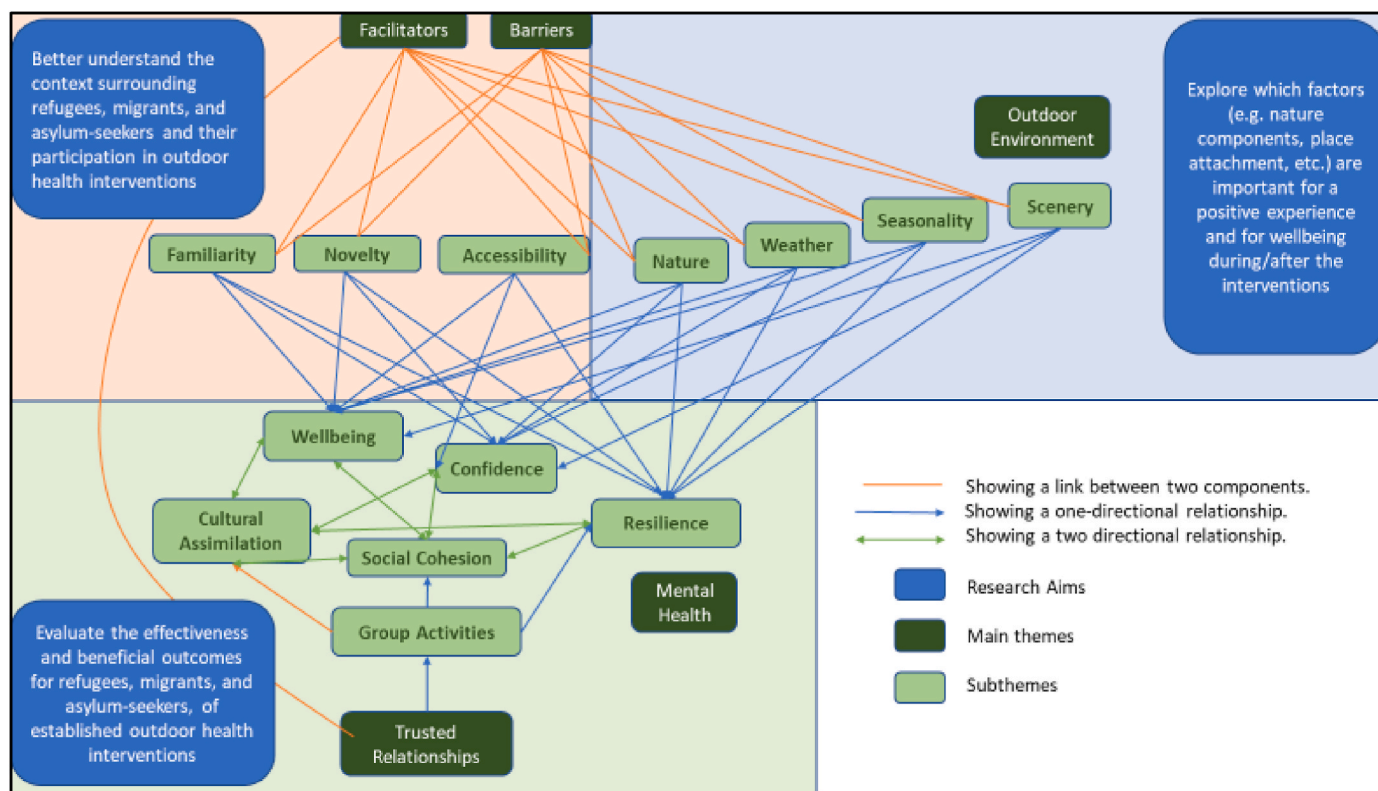 Facilitators
Barriers
Better understand the
context surrounding
refugees, migrants, and
asylum-seekers and their
participation in outdoor
health interventions
Outdoor
Environment
Explore which factors
(e.g. nature
components, place
attachment, etc.) are
important for a
positive experience
and for wellbeing
during/after the
interventions
Familiarity
Novelty
Accessibility
Nature
Weather
Seasonality
Scenery
Wellbeing
Confidence
Cultural
Assimilation
Social Cohesion
Resilience
Group Activities
Mental
Health
Trusted
Relationships
Evaluate the effectiveness
and beneficial outcomes
for refugees, migrants, and
asylum-seekers, of
established outdoor health
interventions
Showing a link between two components.
Showing a one-directional relationship.
Showing a two directional relationship.
Research Aims
Main themes
Subthemes